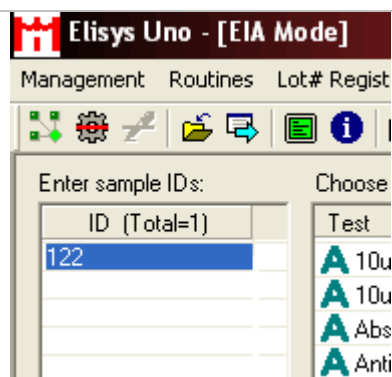 Elisys Uno - [EIA Mode]
Management Routines Lot# Regist
Enter sample IDs: Choose
ID (Total=1) Test
122
A 10u
A 10u
A Abs
A Anti